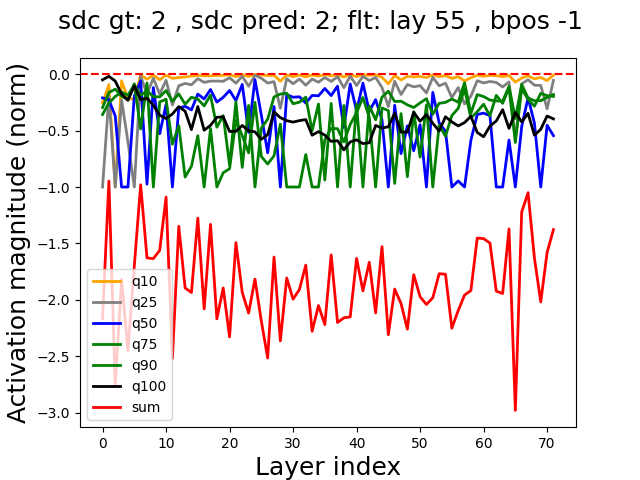 sdc gt: 2 , sdc pred: 2; flt: lay 55 , bpos -1
Activation magnitude (norm)
0.0
−0.5
−1.0
−1.5
−2.0
−2.5
−3.0
q10
q25
q50
q75
q90
q100
sum
0 10 20 30 40 50 60 70
Layer index